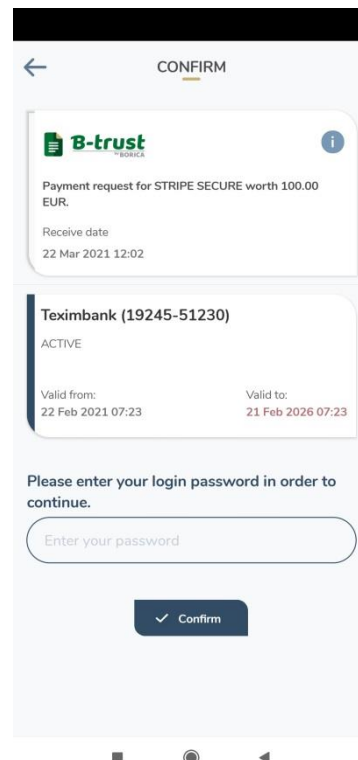 CONFIRM
B-trust
BY BORICA
i
Payment request for STRIPE SECURE worth 100.00
EUR.
Receive date
22 Mar 2021 12:02
Teximbank (19245-51230)
ACTIVE
Valid from:
Valid to:
22 Feb 2021 07:23
21 Feb 2026 07:23
Please enter your login password in order to
continue.
Enter your password
Confirm